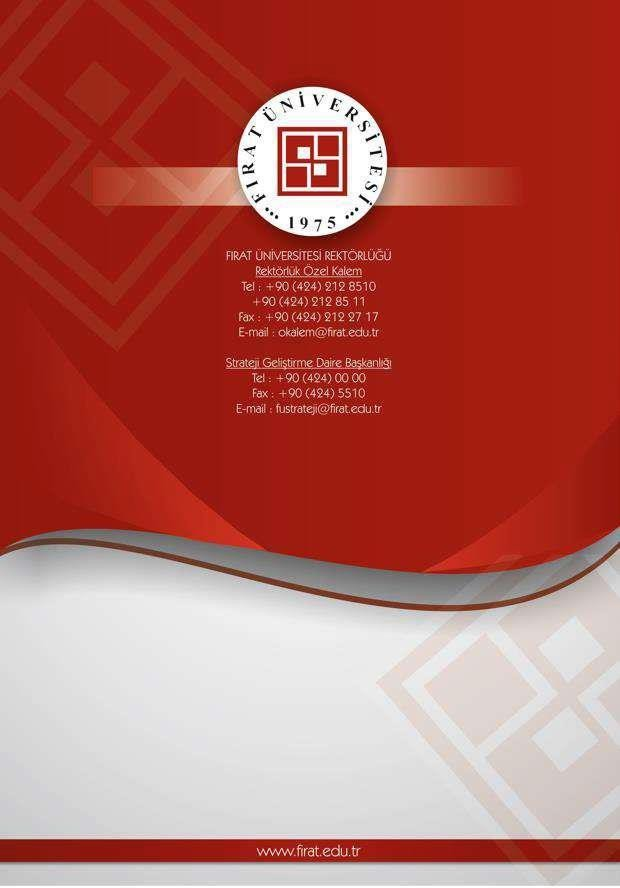 FIRAT ÜNİVERSİTESİ
1975
FIRAT ÜNİVERSİTESİ REKTÖRLÜĞÜ
Rektörlük Özel Kalem
Tel : +90 (424) 212 8510
+90 (424) 212 85 11
Fax : +90 (424) 212 27 17
E-mail : okalem@firat.edu.tr
Strateji Geliştirme Daire Başkanlığı
Tel : +90 (424) 00 00
Fax : +90 (424) 5510
E-mail : fustrateji@firat.edu.tr
www.firat.edu.tr